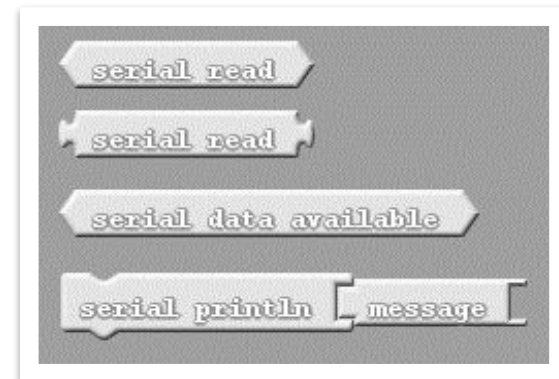 serial read
serial read
serial data available
serial println message